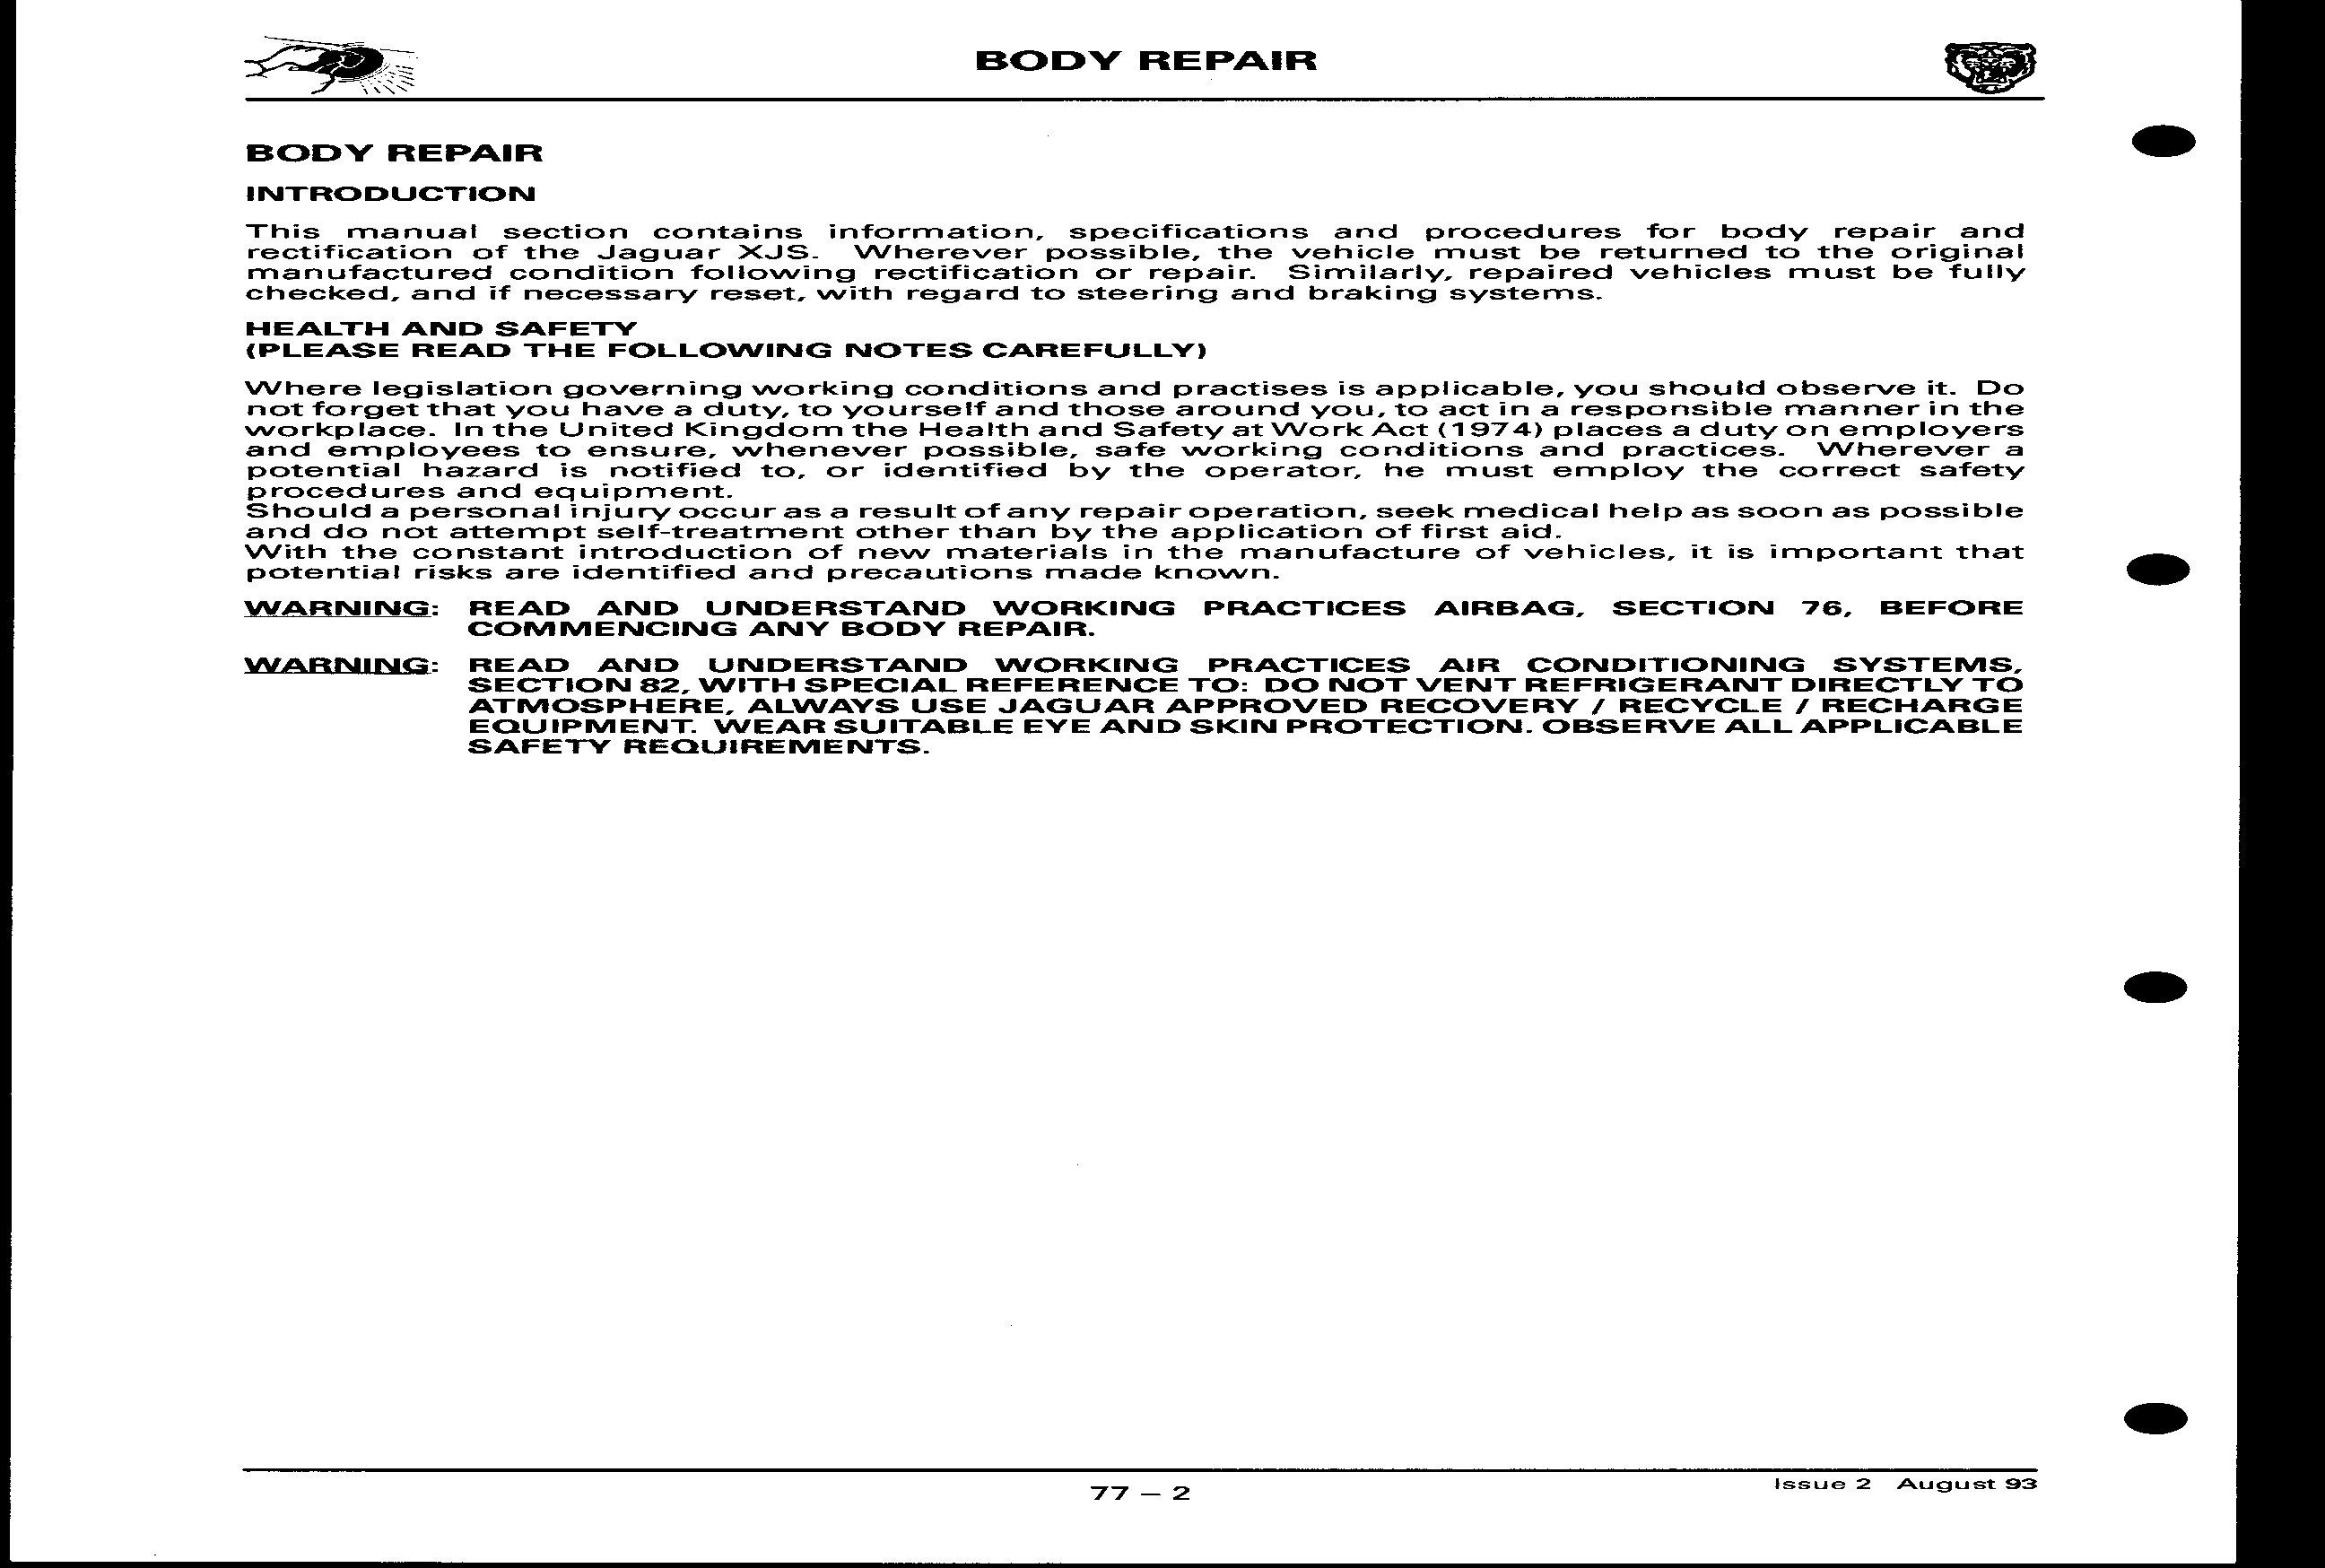 BODY REPAIR
BODY REPAIR
INTRODUCTION
This manual section contains information, specifications and procedures for body repair and
rectification of the Jaguar XJS. Wherever possible, the vehicle must be returned to the original
manufactured condition following rectification or repair. Similarly, repaired vehicles must be fully
checked, and if necessary reset, with regard to steering and braking systems.
HEALTH AND SAFETY
(PLEASE READ THE FOLLOWING NOTES CAREFULLY)
Where legislation governing working conditions and practises is applicable, you should observe it. Do
not forget that you have a duty, to yourself and those around you, to act in a responsible manner in the
workplace. In the United Kingdom the Health and Safety at Work Act (1974) places a duty on employers
and employees to ensure, whenever possible, safe working conditions and practices. Wherever a
potential hazard is notified to, or identified by the operator, he must employ the correct safety
procedures and equipment.
Should a personal injury occur as a result of any repair operation, seek medical help as soon as possible
and do not attempt self-treatment other than by the application of first aid.
With the constant introduction of new materials in the manufacture of vehicles, it is important that
potential risks are identified and precautions made known.
WARNING: READ AND UNDERSTAND WORKING PRACTICES AIRBAG, SECTION 76, BEFORE
COMMENCING ANY BODY REPAIR.
WARNING: READ AND UNDERSTAND WORKING PRACTICES AIR CONDITIONING SYSTEMS,
SECTION 82, WITH SPECIAL REFERENCE TO: DO NOT VENT REFRIGERANT DIRECTLY TO
ATMOSPHERE, ALWAYS USE JAGUAR APPROVED RECOVERY / RECYCLE / RECHARGE
EQUIPMENT. WEAR SUITABLE EYE AND SKIN PROTECTION. OBSERVE ALL APPLICABLE
SAFETY REQUIREMENTS.
77 – 2
Issue 2 August 93